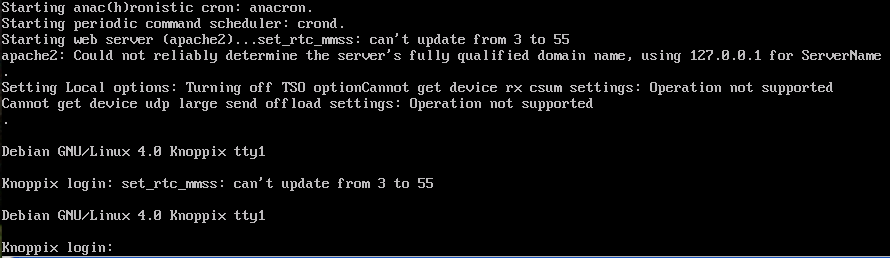 Starting anac(h)ronistic cron: anacron.
Starting periodic command scheduler: crond.
Starting web server (apache2)...set_rtc_mmss: can't update from 3 to 55
apache2: Could not reliably determine the server's fully qualified domain name, using 127.0.0.1 for ServerName
.
Setting Local options: Turning off TSO optionCannot get device rx csum settings: Operation not supported
Cannot get device udp large send offload settings: Operation not supported
.
Debian GNU/Linux 4.0 Knoppix tty1
Knoppix login: set_rtc_mmss: can't update from 3 to 55
Debian GNU/Linux 4.0 Knoppix tty1
Knoppix login: